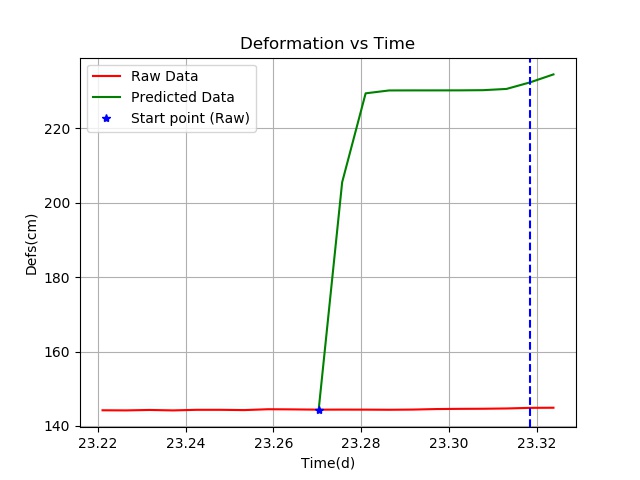 Deformation vs Time
Raw Data
Predicted Data
Start point (Raw)
220
200
180
160
140
Defs(cm)
23.22 23.24 23.26 23.28 23.30 23.32
Time(d)